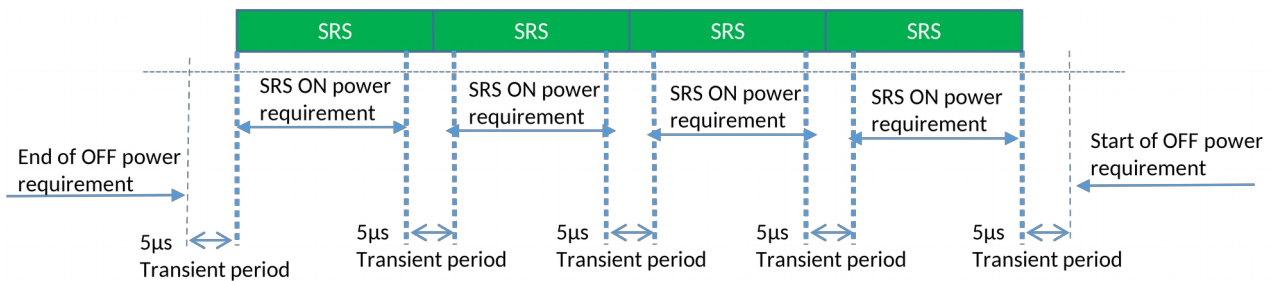 SRS SRS SRS SRS
SRS ON power
requirement
SRS ON power
requirement
SRS ON power
requirement
SRS ON power
requirement
End of OFF power
requirement
Start of OFF power
requirement
5µs
Transient period
5µs
Transient period
5µs
Transient period
5µs
Transient period
5µs
Transient period